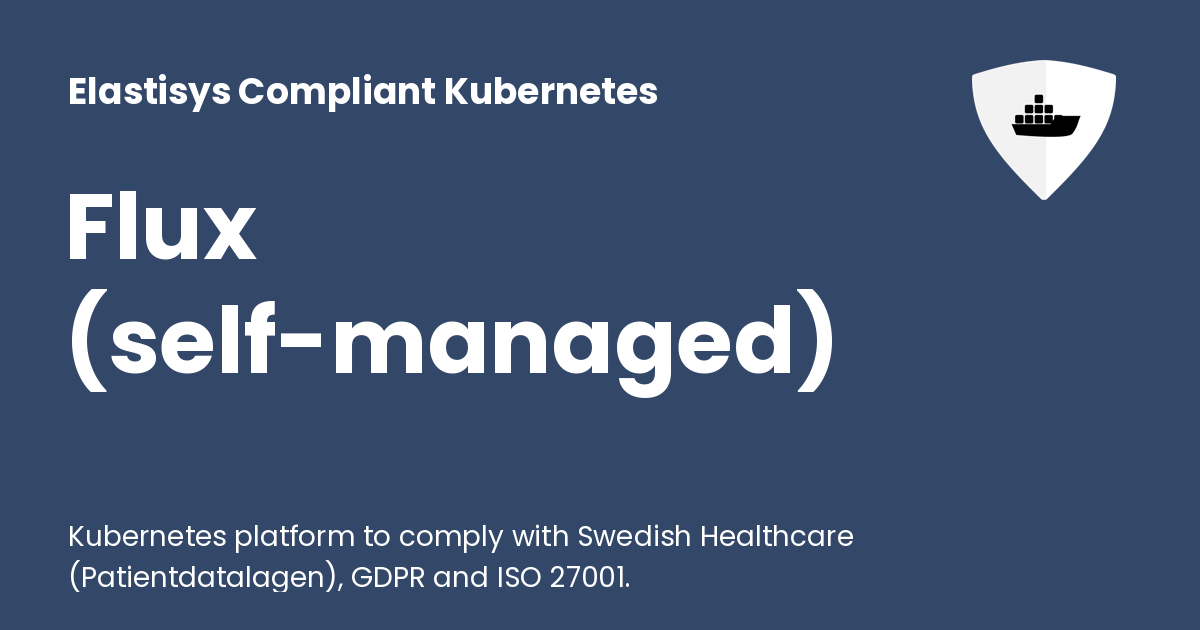 Elastisys Compliant Kubernetes
Flux
(self-managed)
Kubernetes platform to comply with Swedish Healthcare
(Patientdatalagen), GDPR and ISO 27001.